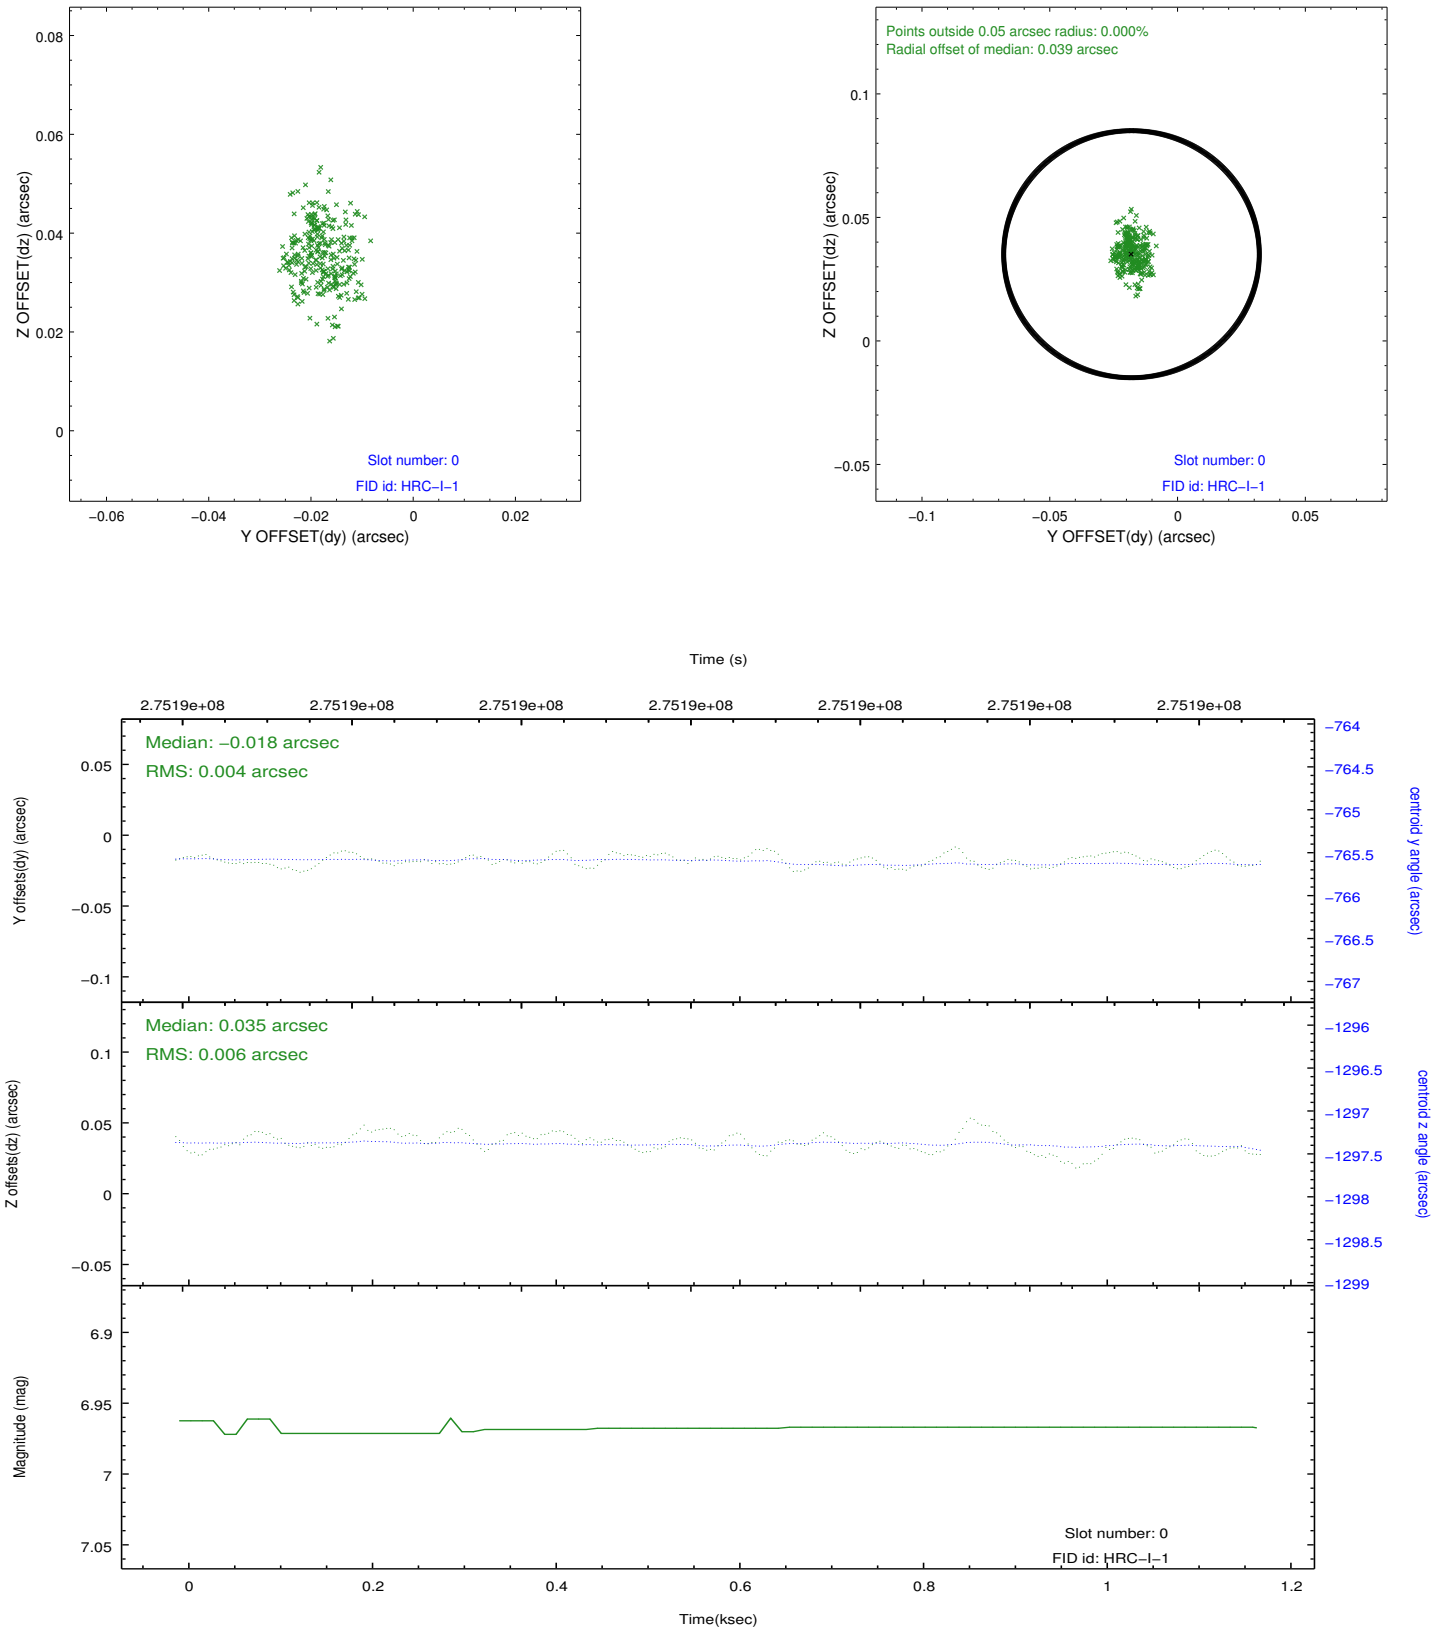 0.08
0.06
0.04
0.02
0
Z OFFSET(dz) (arcsec)
Slot number: 0
FID id: HRC−I−1
−0.06
−0.04
−0.02
0
0.02
Y OFFSET(dy) (arcsec)
Points outside 0.05 arcsec radius: 0.000%
Radial offset of median: 0.039 arcsec
0.1
0.05
0
−0.05
Z OFFSET(dz) (arcsec)
Slot number: 0
FID id: HRC−I−1
−0.1
−0.05
0
0.05
Y OFFSET(dy) (arcsec)
Time (s)
2.7519e+08
2.7519e+08
2.7519e+08
2.7519e+08
2.7519e+08
2.7519e+08
2.7519e+08
Median: −0.018 arcsec
RMS: 0.004 arcsec
0.05
0
−0.05
−0.1
Y offsets(dy) (arcsec)
−764
−764.5
−765
−765.5
−766
−766.5
−767
centroid y angle (arcsec)
Median: 0.035 arcsec
RMS: 0.006 arcsec
0.1
0.05
0
−0.05
Z offsets(dz) (arcsec)
−1296
−1296.5
−1297
−1297.5
−1298
−1298.5
−1299
centroid z angle (arcsec)
6.9
6.95
7
7.05
Magnitude (mag)
Slot number: 0
FID id: HRC−I−1
0
0.2
0.4
0.6
0.8
1
1.2
Time(ksec)